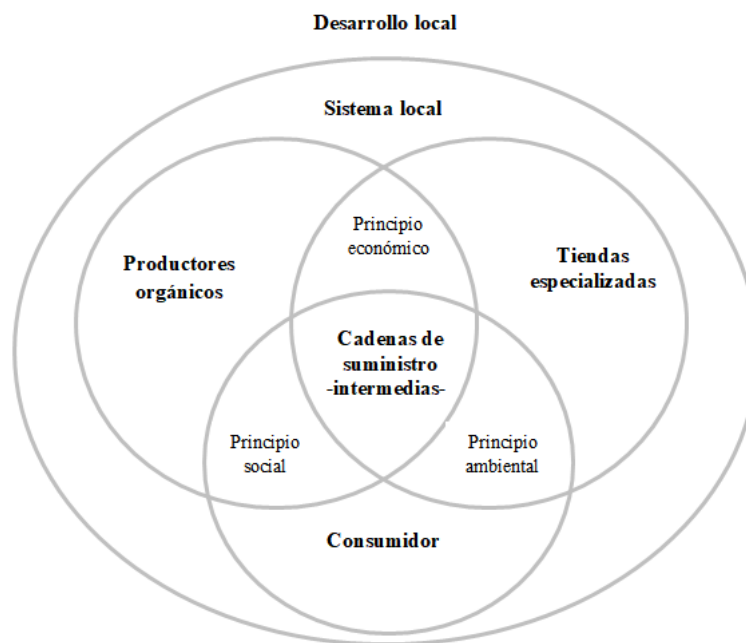 Desarrollo local
Sistema local
Principio
económico
Productores
orgánicos
Tiendas
especializadas
Cadenas de
suministro
-intermedias-
Principio
social
Principio
ambiental
Consumidor